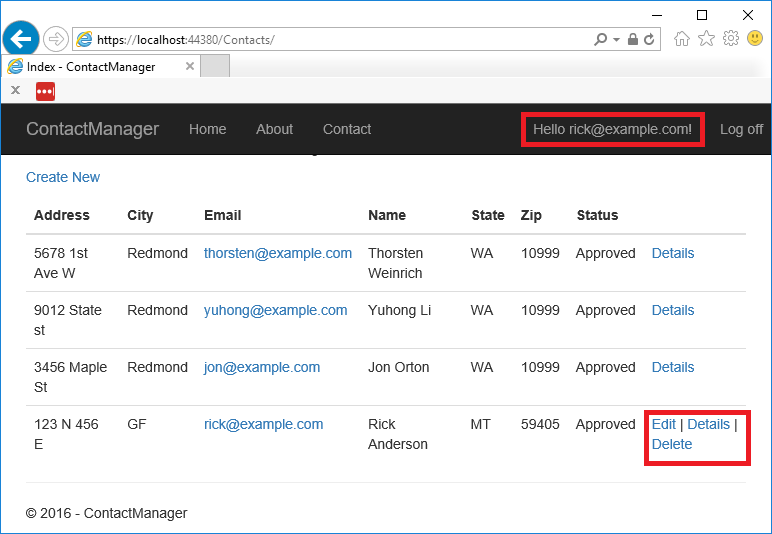 https://localhost:44380/Contacts/
Index - ContactManager
ContactManager Home About Contact Hello rick@example.com! Log off
Create New
Address City Email Name State Zip Status
5678 1st Redmond thorsten@example.com Thorsten WA 10999 Approved Details
Ave W Weinrich
9012 State Redmond yuhong@example.com Yuhong Li WA 10999 Approved Details
st
3456 Maple Redmond jon@example.com Jon Orton WA 10999 Approved Details
St
123 N 456 GF rick@example.com Rick MT 59405 Approved Edit | Details |
E Anderson Delete
© 2016 - ContactManager